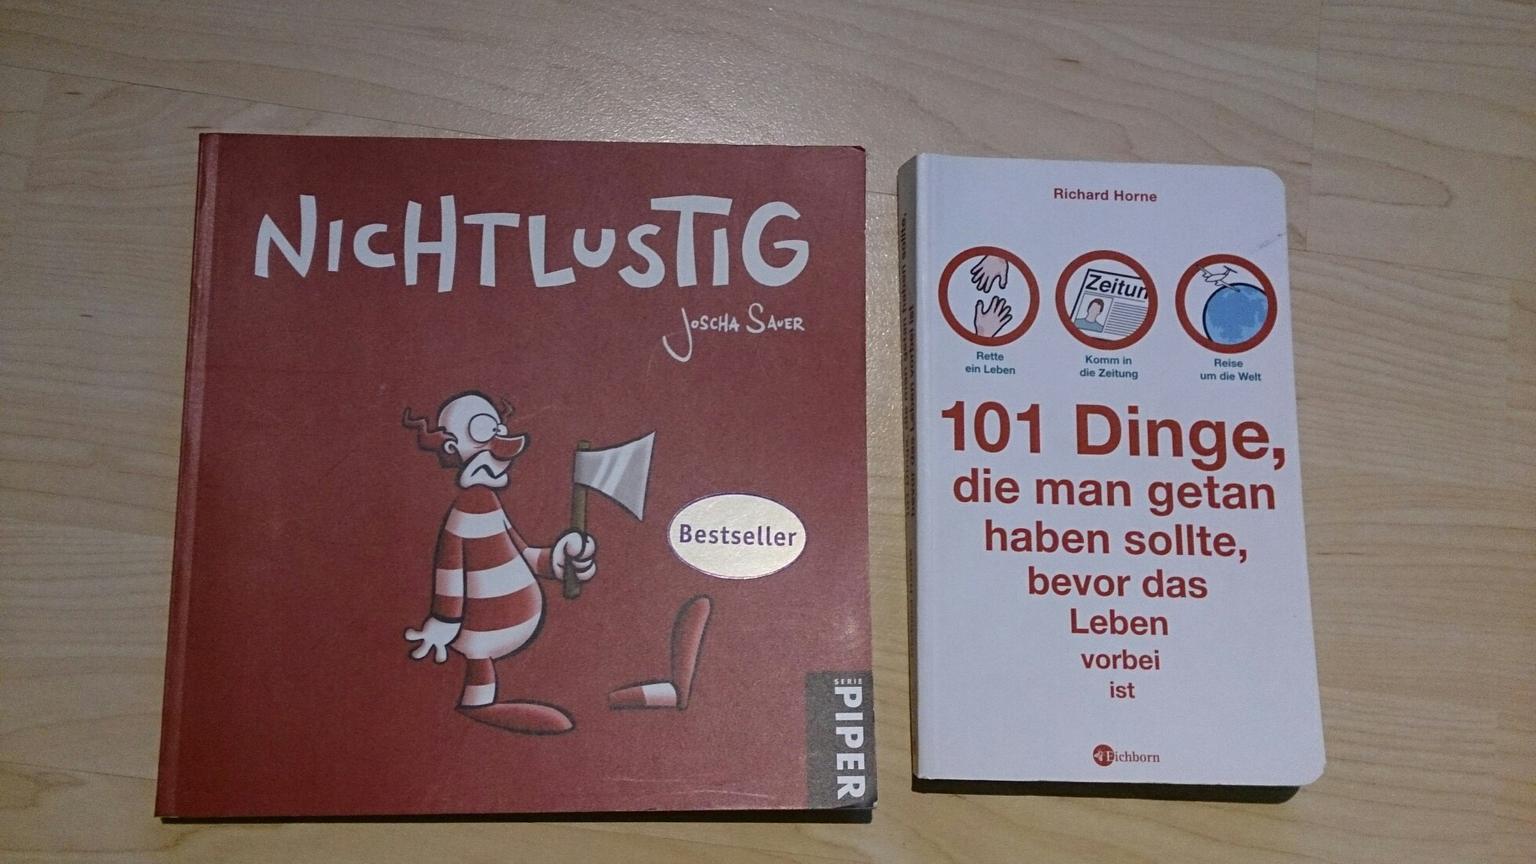 NICHTLUSTIG
JOSCHA SAUER
Bestseller
SERIE
PIPER
Richard Horne
Zeitun
Rette
ein Leben
Komm in
die Zeitung
Reise
um die Welt
101 Dinge,
die man getan
haben sollte,
bevor das
Leben
vorbei
ist
Eichborn